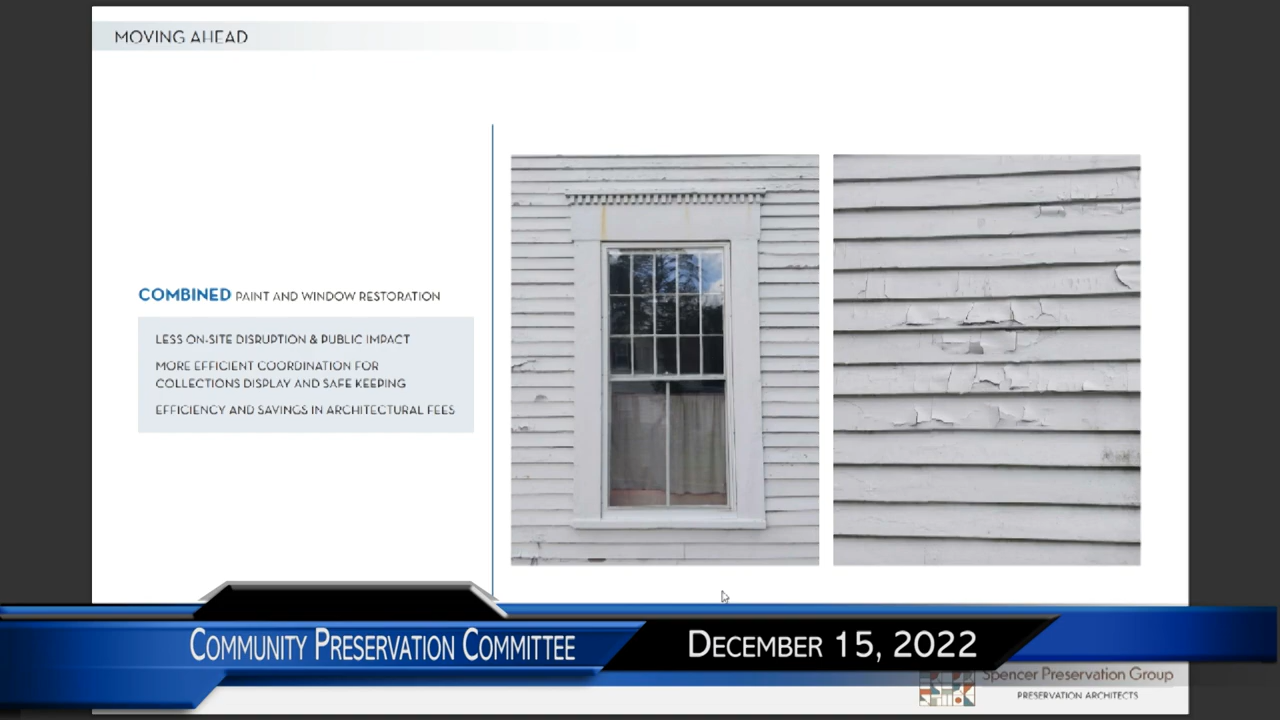 MOVING AHEAD
COMBINED PAINT AND WINDOW RESTORATION
LESS ON-SITE DISRUPTION & PUBLIC IMPACT
MORE EFFICIENT COORDINATION FOR
COLLECTIONS DISPLAY AND SAFE KEEPING
EFFICIENCY AND SAVINGS IN ARCHITECTURAL FEES
COMMUNITY PRESERVATION COMMITTEE
DECEMBER 15, 2022
Spencer Preservation Group
PRESERVATION ARCHITECTS